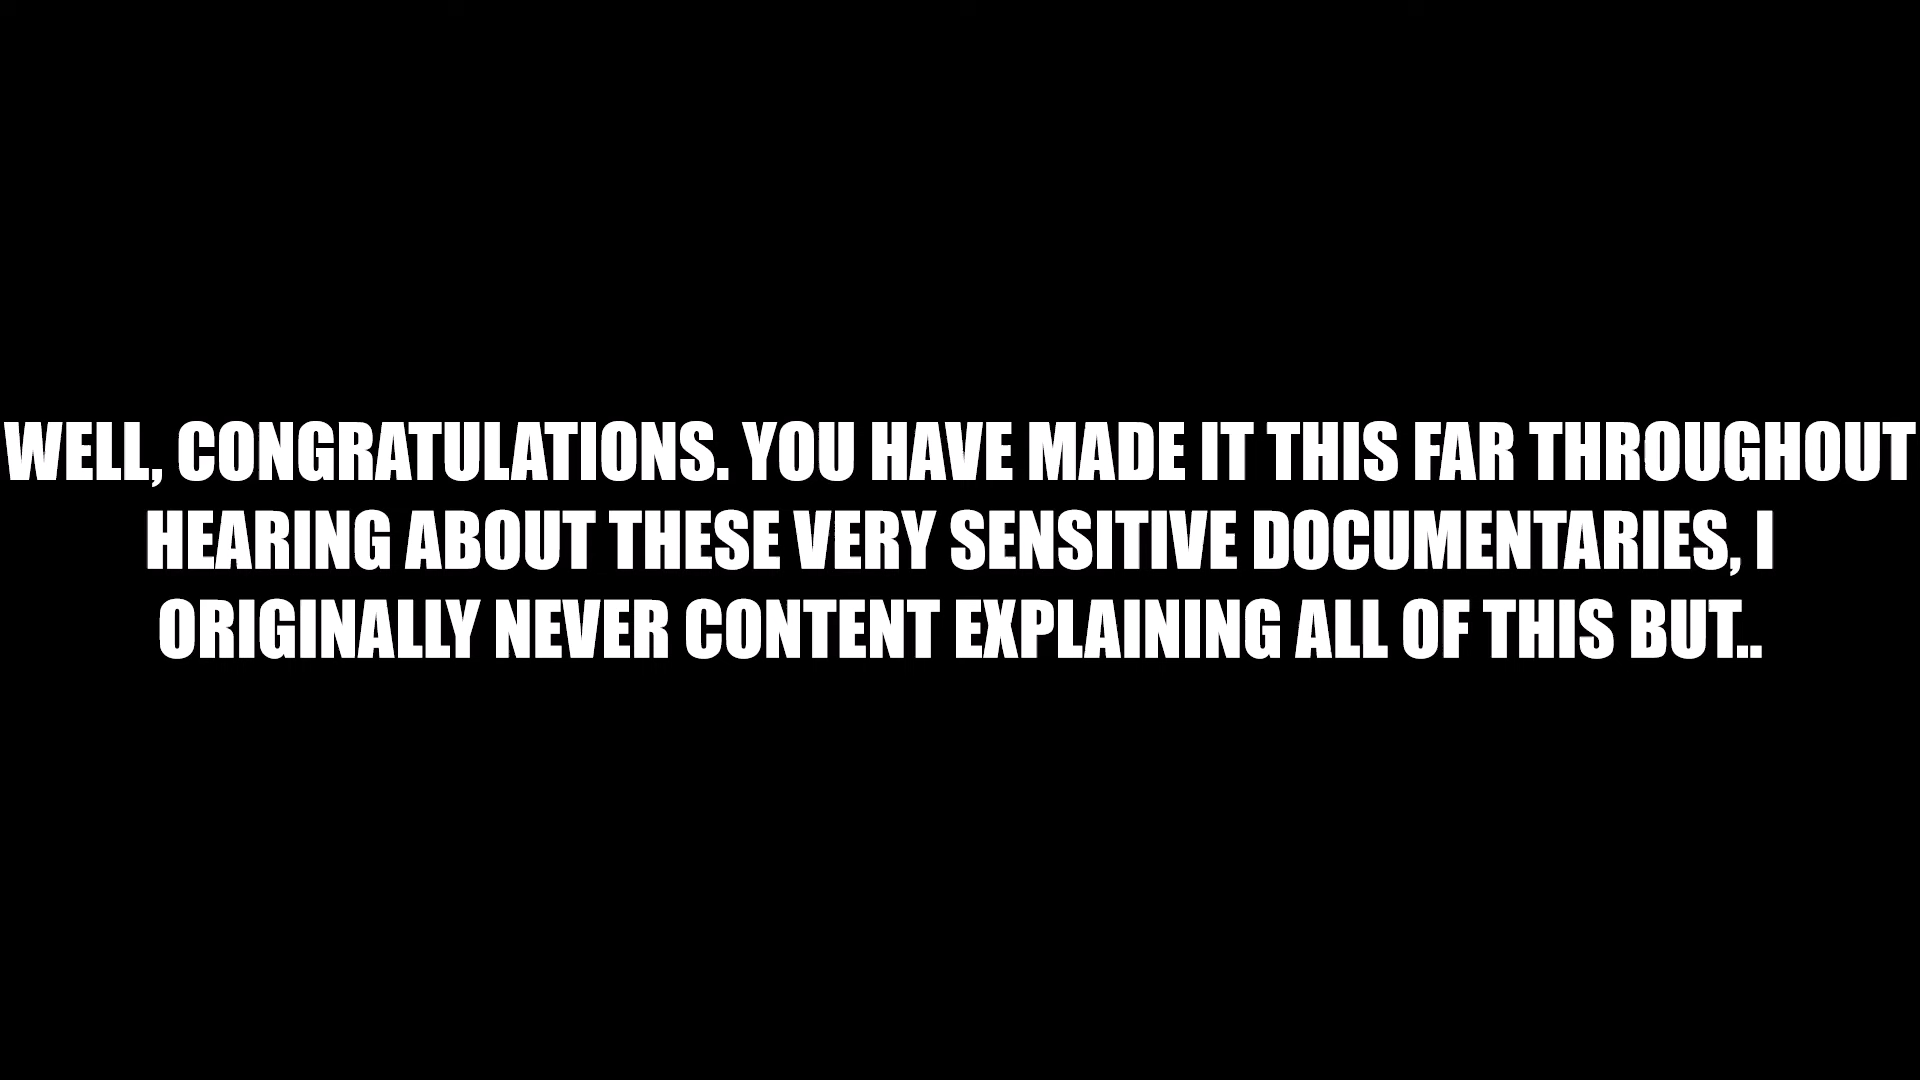 WELL, CONGRATULATIONS. YOU HAVE MADE IT THIS FAR THROUGHOUT
HEARING ABOUT THESE VERY SENSITIVE DOCUMENTARIES, I
ORIGINALLY NEVER CONTENT EXPLAINING ALL OF THIS BUT..